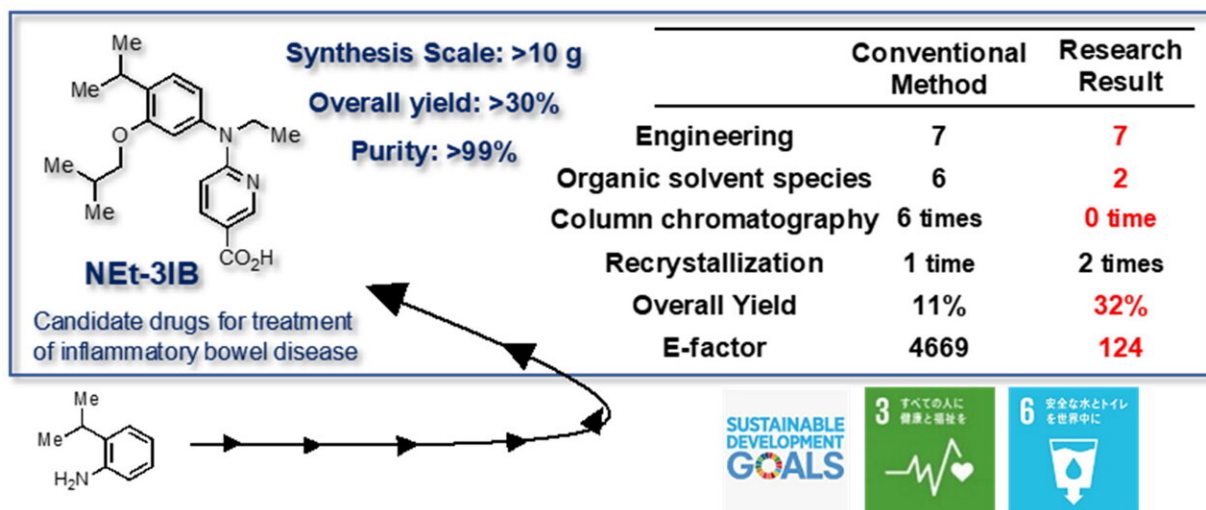 Me
Me
O
Me
Me
N
Me
N
CO₂H
NEt-3IB
Candidate drugs for treatment
of inflammatory bowel disease
Synthesis Scale: >10 g
Overall yield: >30%
Purity: >99%
Conventional Method Research Result
Engineering 7 7
Organic solvent species 6 2
Column chromatography 6 times 0 time
Recrystallization 1 time 2 times
Overall Yield 11% 32%
E-factor 4669 124
Me
Me
H₂N
SUSTAINABLE
DEVELOPMENT
GOALS
3 すべての人に
健康と福祉を
6 安全な水とトイレ
を世界中に